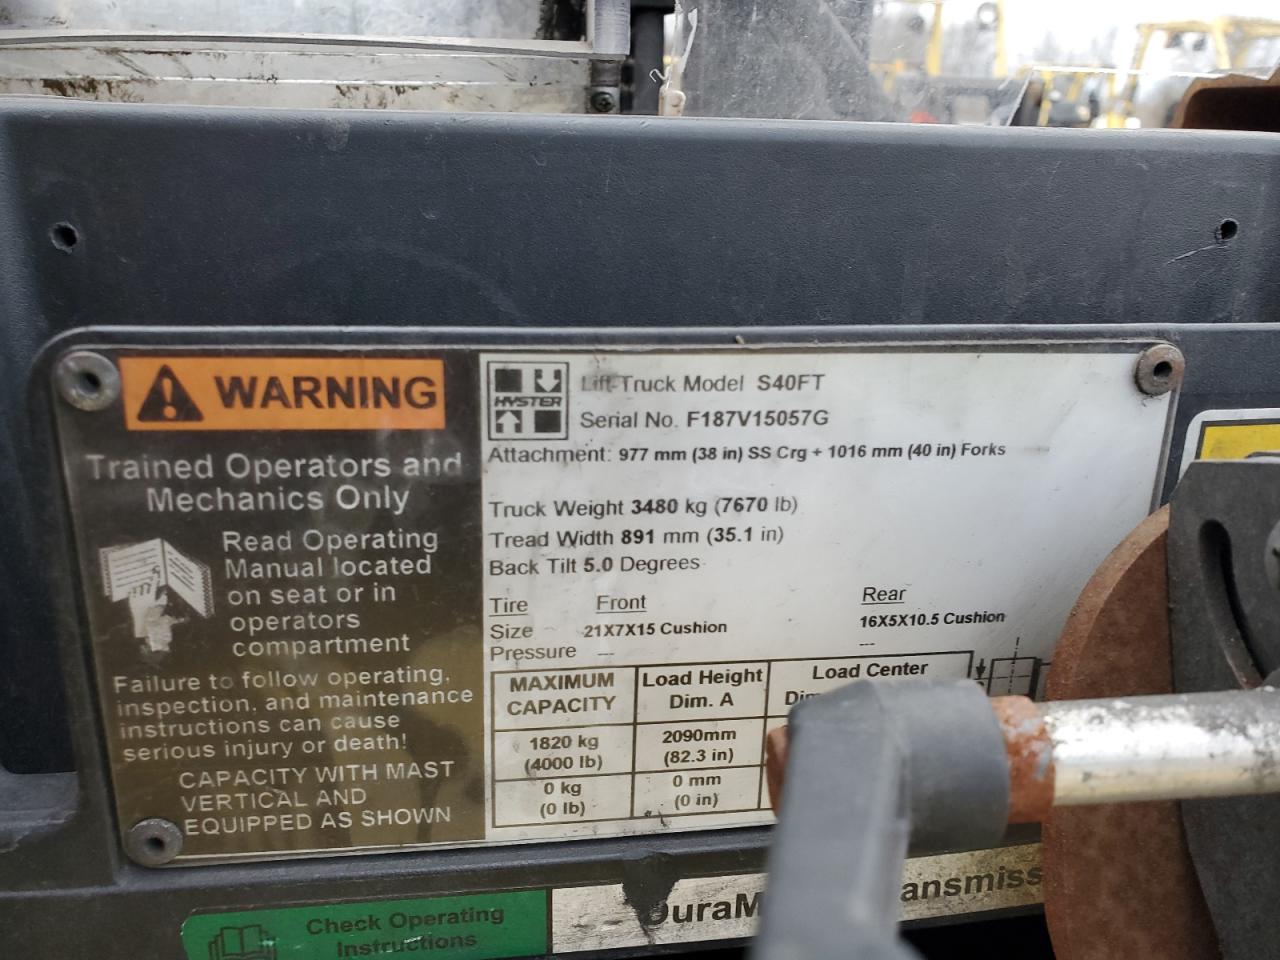 WARNING
Trained Operators and
Mechanics Only
Read Operating
Manual located
on seat or in
operators
compartment
Failure to follow operating,
inspection, and maintenance
instructions can cause
serious injury or death!
CAPACITY WITH MAST
VERTICAL AND
EQUIPPED AS SHOWN
HYSTER
Lift Truck Model S40FT
Serial No. F187V15057G
Attachment: 977 mm (38 in) SS Crg + 1016 mm (40 in) Forks
Truck Weight 3480 kg (7670 lb)
Tread Width 891 mm (35.1 in)
Back Tilt 5.0 Degrees
Tire Front Rear
Size 21X7X15 Cushion 16X5X10.5 Cushion
Pressure --- ---
MAXIMUM CAPACITY Load Height Dim. A Load Center
1820 kg (4000 lb) 2090mm (82.3 in)
0 kg (0 lb) 0 mm (0 in)
Check Operating
Instructions